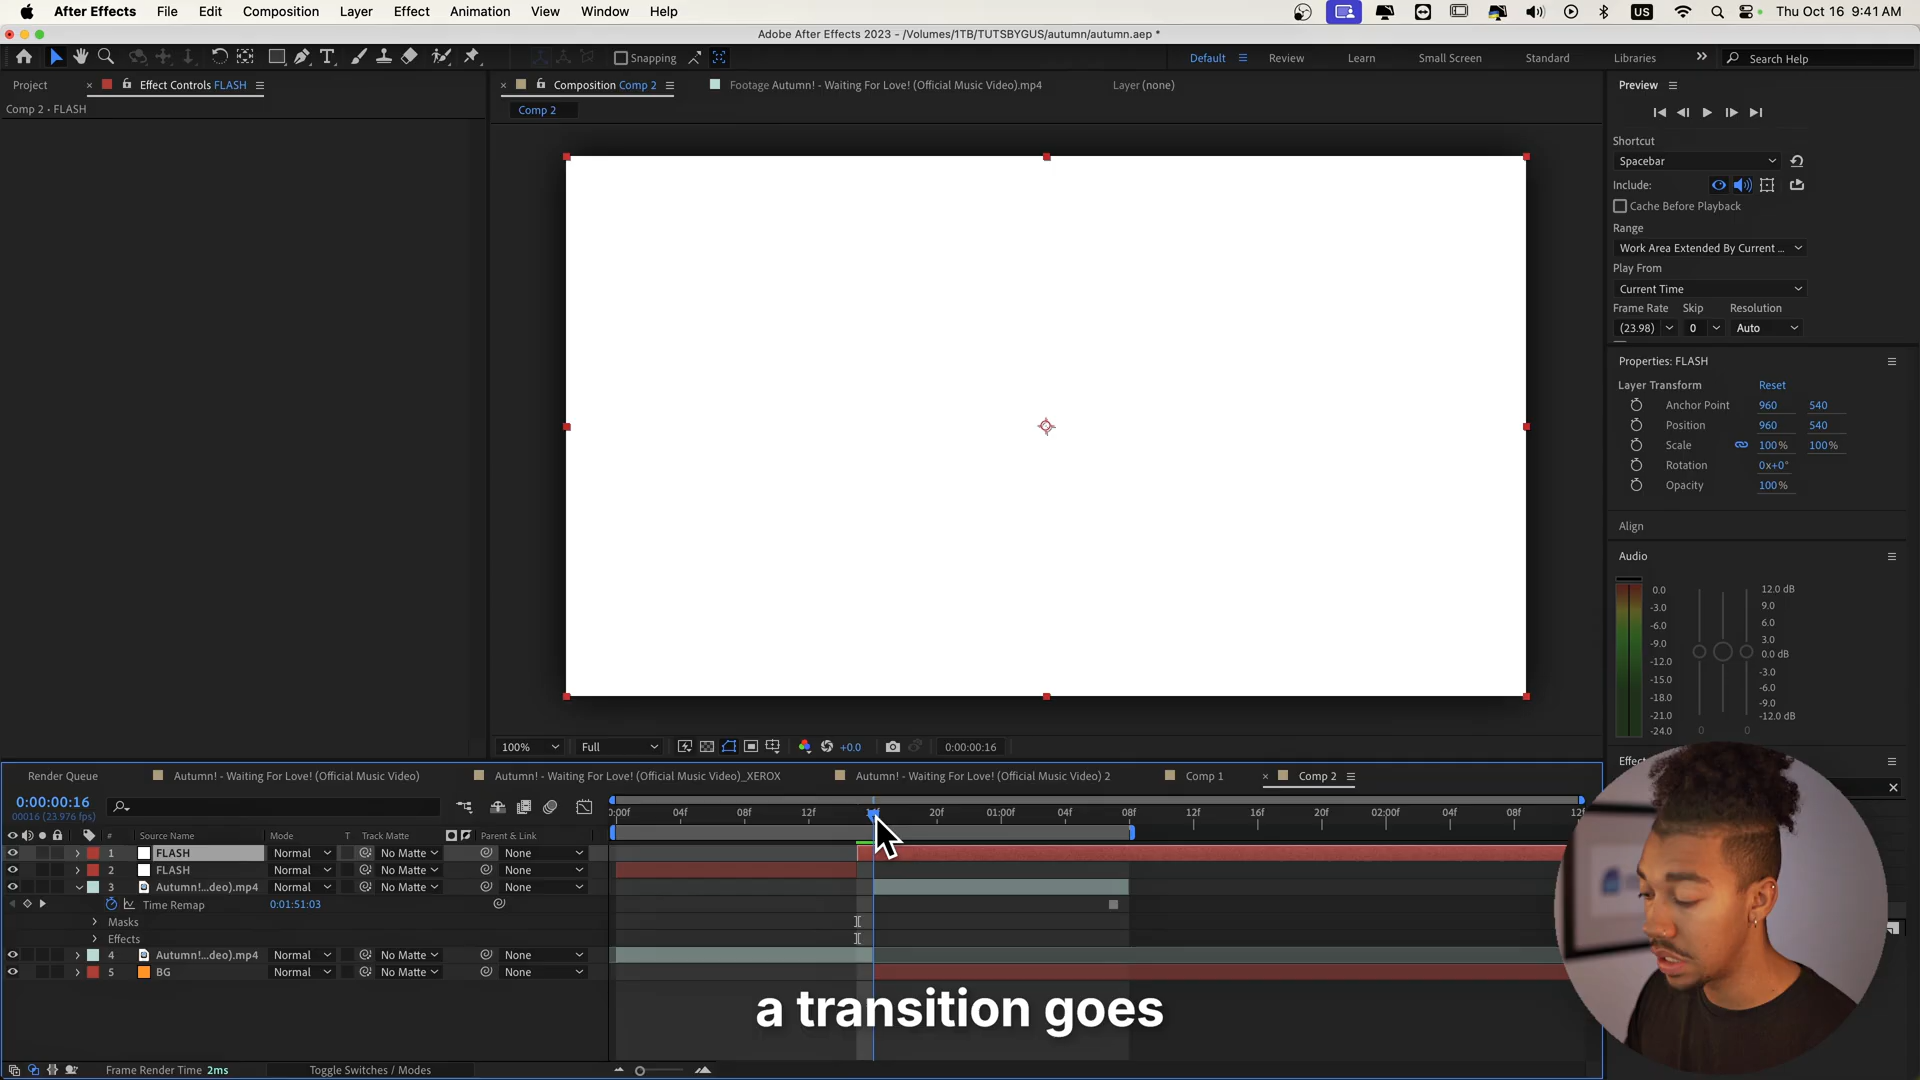 After Effects File Edit Composition Layer Effect Animation View Window Help US Thu Oct 16 9:41 AM
Adobe After Effects 2023 - /Volumes/1TB/TUTSBYGUS/autumn/autumn.aep *
Snapping Default Review Learn Small Screen Standard Libraries Search Help
Project Effect Controls FLASH Composition Comp 2 Footage Autumn! - Waiting For Love! (Official Music Video).mp4 Layer (none) Preview
Comp 2 • FLASH Comp 2
Shortcut
Spacebar
Include:
Cache Before Playback
Range
Work Area Extended By Current ...
Play From
Current Time
Frame Rate Skip Resolution
(23.98) 0 Auto
Properties: FLASH
Layer Transform Reset
Anchor Point 960 540
Position 960 540
Scale 100% 100%
Rotation 0x+0°
Opacity 100%
Align
Audio
0.0 12.0 dB
-3.0 9.0
-6.0 6.0
-9.0 3.0
-12.0 0.0 dB
-15.0 -3.0
-18.0 -6.0
-21.0 -9.0
-24.0 -12.0 dB
0 0
100% Full +0.0 0:00:00:16
Render Queue Autumn! - Waiting For Love! (Official Music Video) Autumn! - Waiting For Love! (Official Music Video)_XEROX Autumn! - Waiting For Love! (Official Music Video) 2 Comp 1 Comp 2
0:00:00:16
00016 (23.976 fps)
04f 08f 12f 20f 01:00f 04f 08f 12f 16f 20f 02:00f 04f 08f
# Source Name Mode T Track Matte Parent & Link
1 FLASH Normal No Matte None
2 FLASH Normal No Matte None
3 Autumn!...deo).mp4 Normal No Matte None
Time Remap 0:01:51:03
Masks
Effects
4 Autumn!...deo).mp4 Normal No Matte None
5 BG Normal No Matte None
a transition goes
Frame Render Time 2ms Toggle Switches / Modes